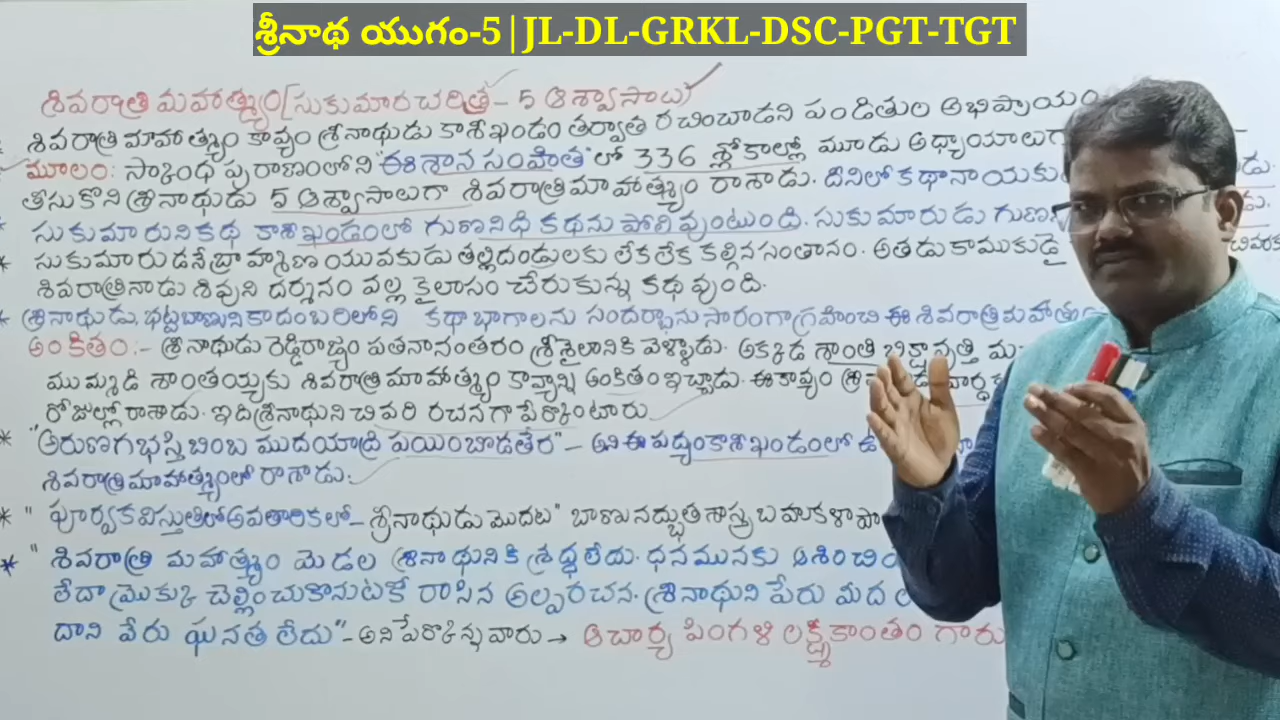 శ్రీనాథ యుగం-5|JL-DL-GRKL-DSC-PGT-TGT
శివరాత్రి మహాత్మ్యం [సుకుమార చరిత్ర - 5 ఆశ్వాసాలు]
శివరాత్రి మాహాత్మ్యం కావ్యం శ్రీనాథుడు కాశీఖండం తర్వాత రచించాడని పండితుల అభిప్రాయం
మూలం: స్కాంధ పురాణంలోని "ఈశాన సంహిత"లో 336 శ్లోకాల్లో మూడు అధ్యాయాలుగా
తీసుకొని శ్రీనాథుడు 5 ఆశ్వాసాలుగా శివరాత్రి మాహాత్మ్యం రాశాడు. దీనిలో కథానాయకు డు.
* సుకుమారుని కథ కాశీఖండంలో గుణనిధి కథను పోలి వుంటుంది. సుకుమారుడు గుణ
* సుకుమారుడనే బ్రాహ్మణ యువకుడు తల్లిదండ్రులకు లేకలేక కల్గిన సంతానం. అతడు కాముకుడై
శివరాత్రినాడు శివుని దర్శనం వల్ల కైలాసం చేరుకున్న కథ వుంది.
* శ్రీనాథుడు, భట్టబాణుని కాదంబరిలోని కథాభాగాలను సందర్భానుసారంగా గ్రహించి ఈ శివరాత్రి మహాత్మ్య
అంకితం:- శ్రీనాథుడు రెడ్డిరాజ్యం పతనానంతరం శ్రీశైలానికి వెళ్ళాడు. అక్కడ శాంతి భిక్షావృత్తి మ
ముమ్మడి శాంతయ్యకు శివరాత్రి మాహాత్మ్యం కావ్యాన్ని అంకితం ఇచ్చాడు. ఈ కావ్యం
రోజుల్లో రాశాడు. ఇది శ్రీనాథుని చివరి రచనగా పేర్కొంటారు.
* "అరుణగభస్తి బింబ ముదయాద్రి పయింబొడతేర" - అని ఈ పద్యం కాశీఖండంలో ఉ
శివరాత్రి మాహాత్మ్యంలో రాశాడు.
* "పూర్వకవిస్తుతిలో అవతారికలో - శ్రీనాథుడు మొదట "బాణు నద్భుత శాస్త్ర బహుకళా
* "శివరాత్రి మహాత్మ్యం యెడల శ్రీనాథునికి శ్రద్ధ లేదు. ధనమునకు ఆశించి
లేదా మ్రొక్కు చెల్లించుకొనుటకో రాసిన అల్పరచన. శ్రీనాథుని పేరు మీద
దాని వేరు ఘనత లేదు" - అని పేర్కొన్నవారు → ఆచార్య పింగళి లక్ష్మీకాంతం గారు